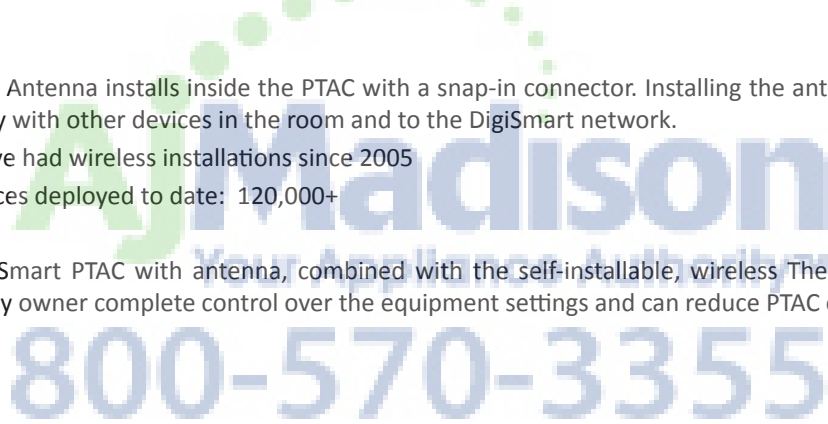 Antenna installs inside the PTAC with a snap-in connector. Installing the ant
y with other devices in the room and to the DigiSmart network.
ve had wireless installations since 2005
ces deployed to date: 120,000+
AjMadison
Your Appliance Authority
Smart PTAC with antenna, combined with the self-installable, wireless The
y owner complete control over the equipment settings and can reduce PTAC
800-570-3355